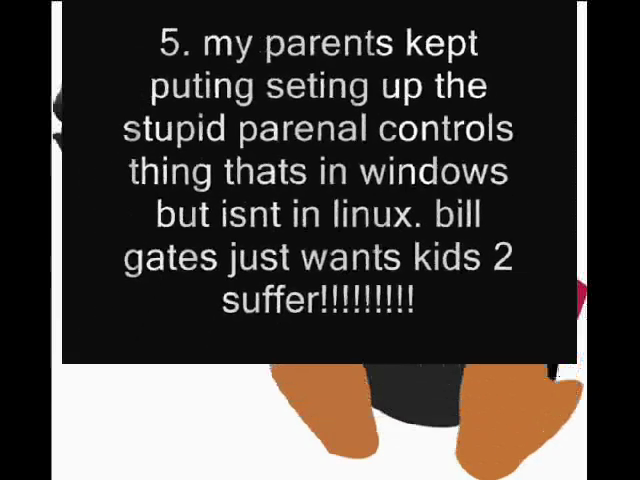 5. my parents kept
puting seting up the
stupid parenal controls
thing thats in windows
but isnt in linux. bill
gates just wants kids 2
suffer!!!!!!!!!